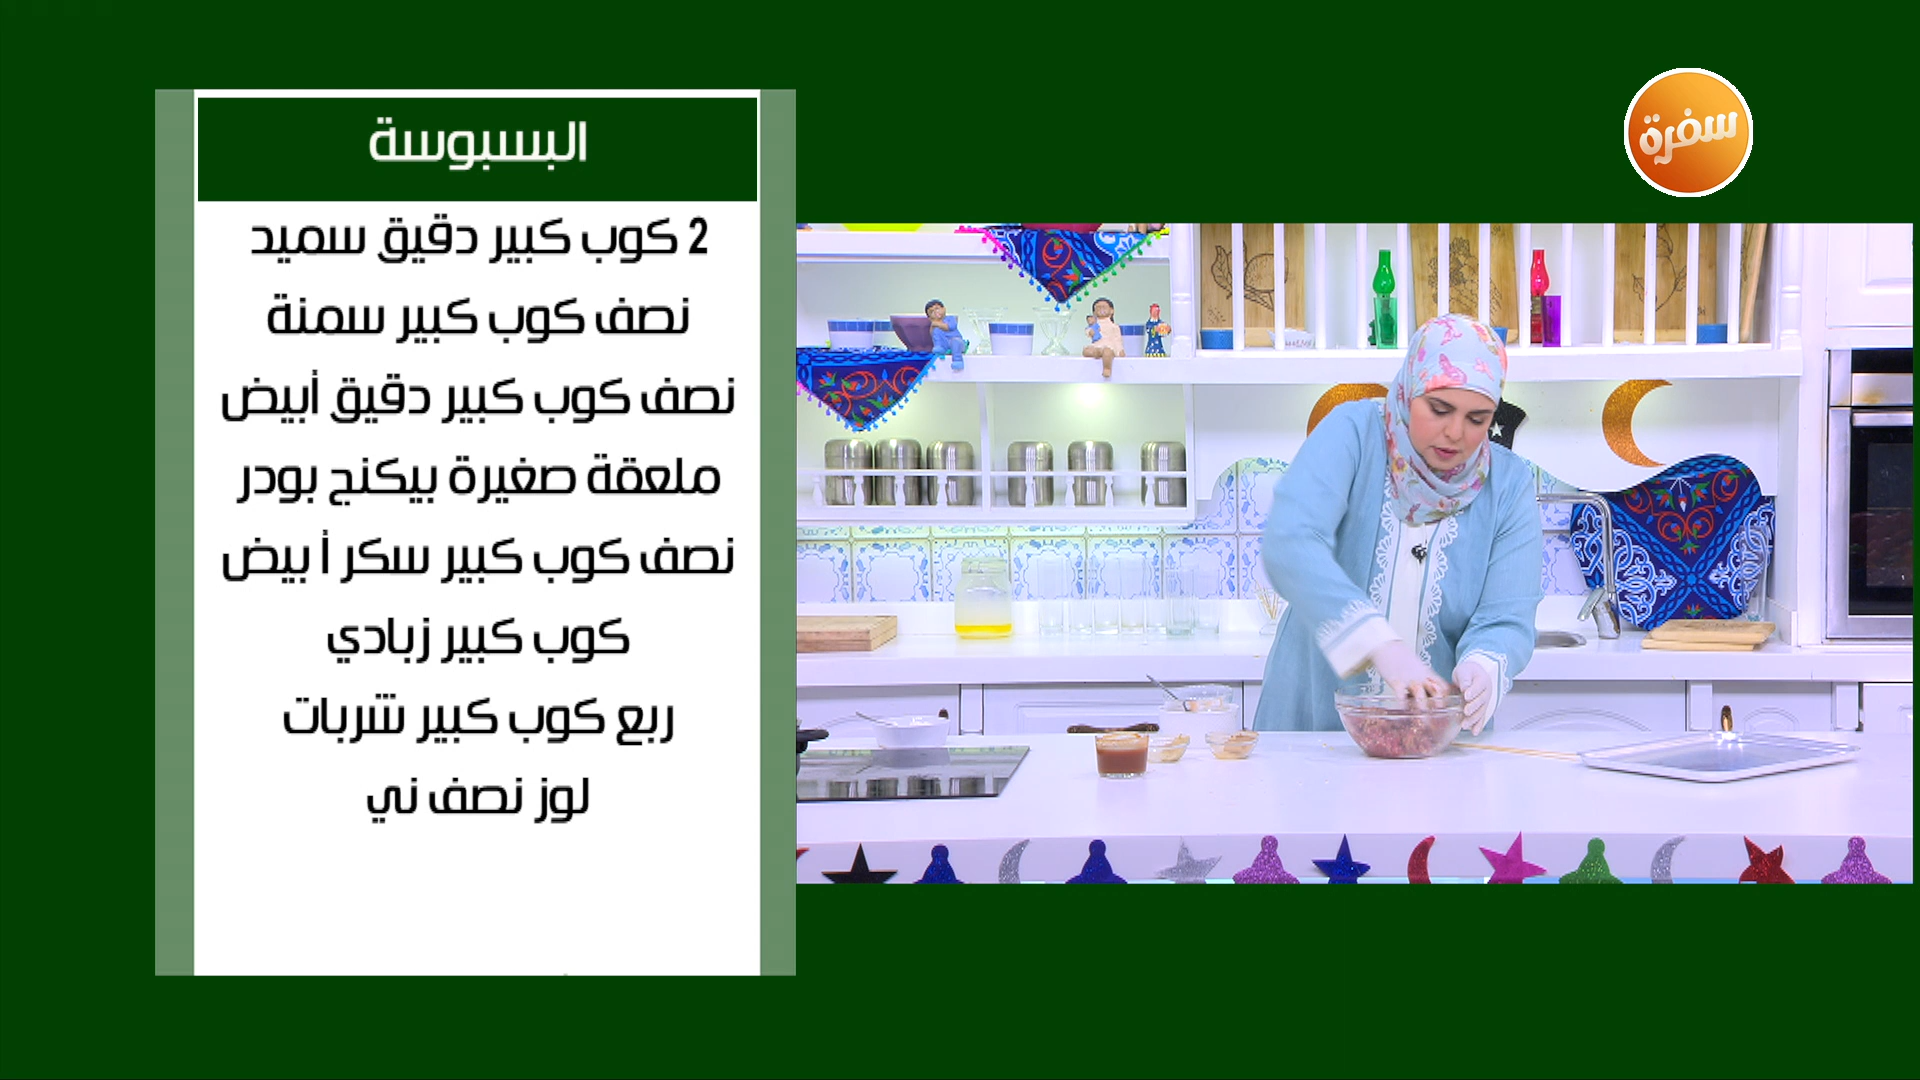 البسبوسة
2 كوب كبير دقيق سميد
نصف كوب كبير سمنة
نصف كوب كبير دقيق أبيض
ملعقة صغيرة بيكنج بودر
نصف كوب كبير سكر أ بيض
كوب كبير زبادي
ربع كوب كبير شربات
لوز نصف ني
سفرة